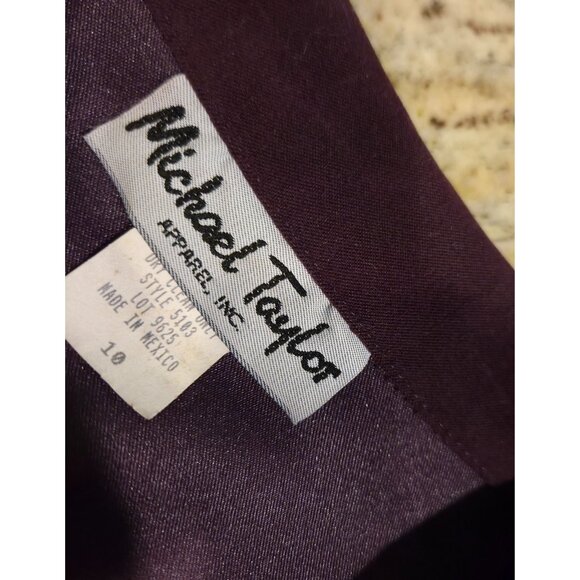 Michael Taylor
APPAREL, INC.
DRY CLEAN ONLY
STYLE 5103
LOT 9625
MADE IN MEXICO
10